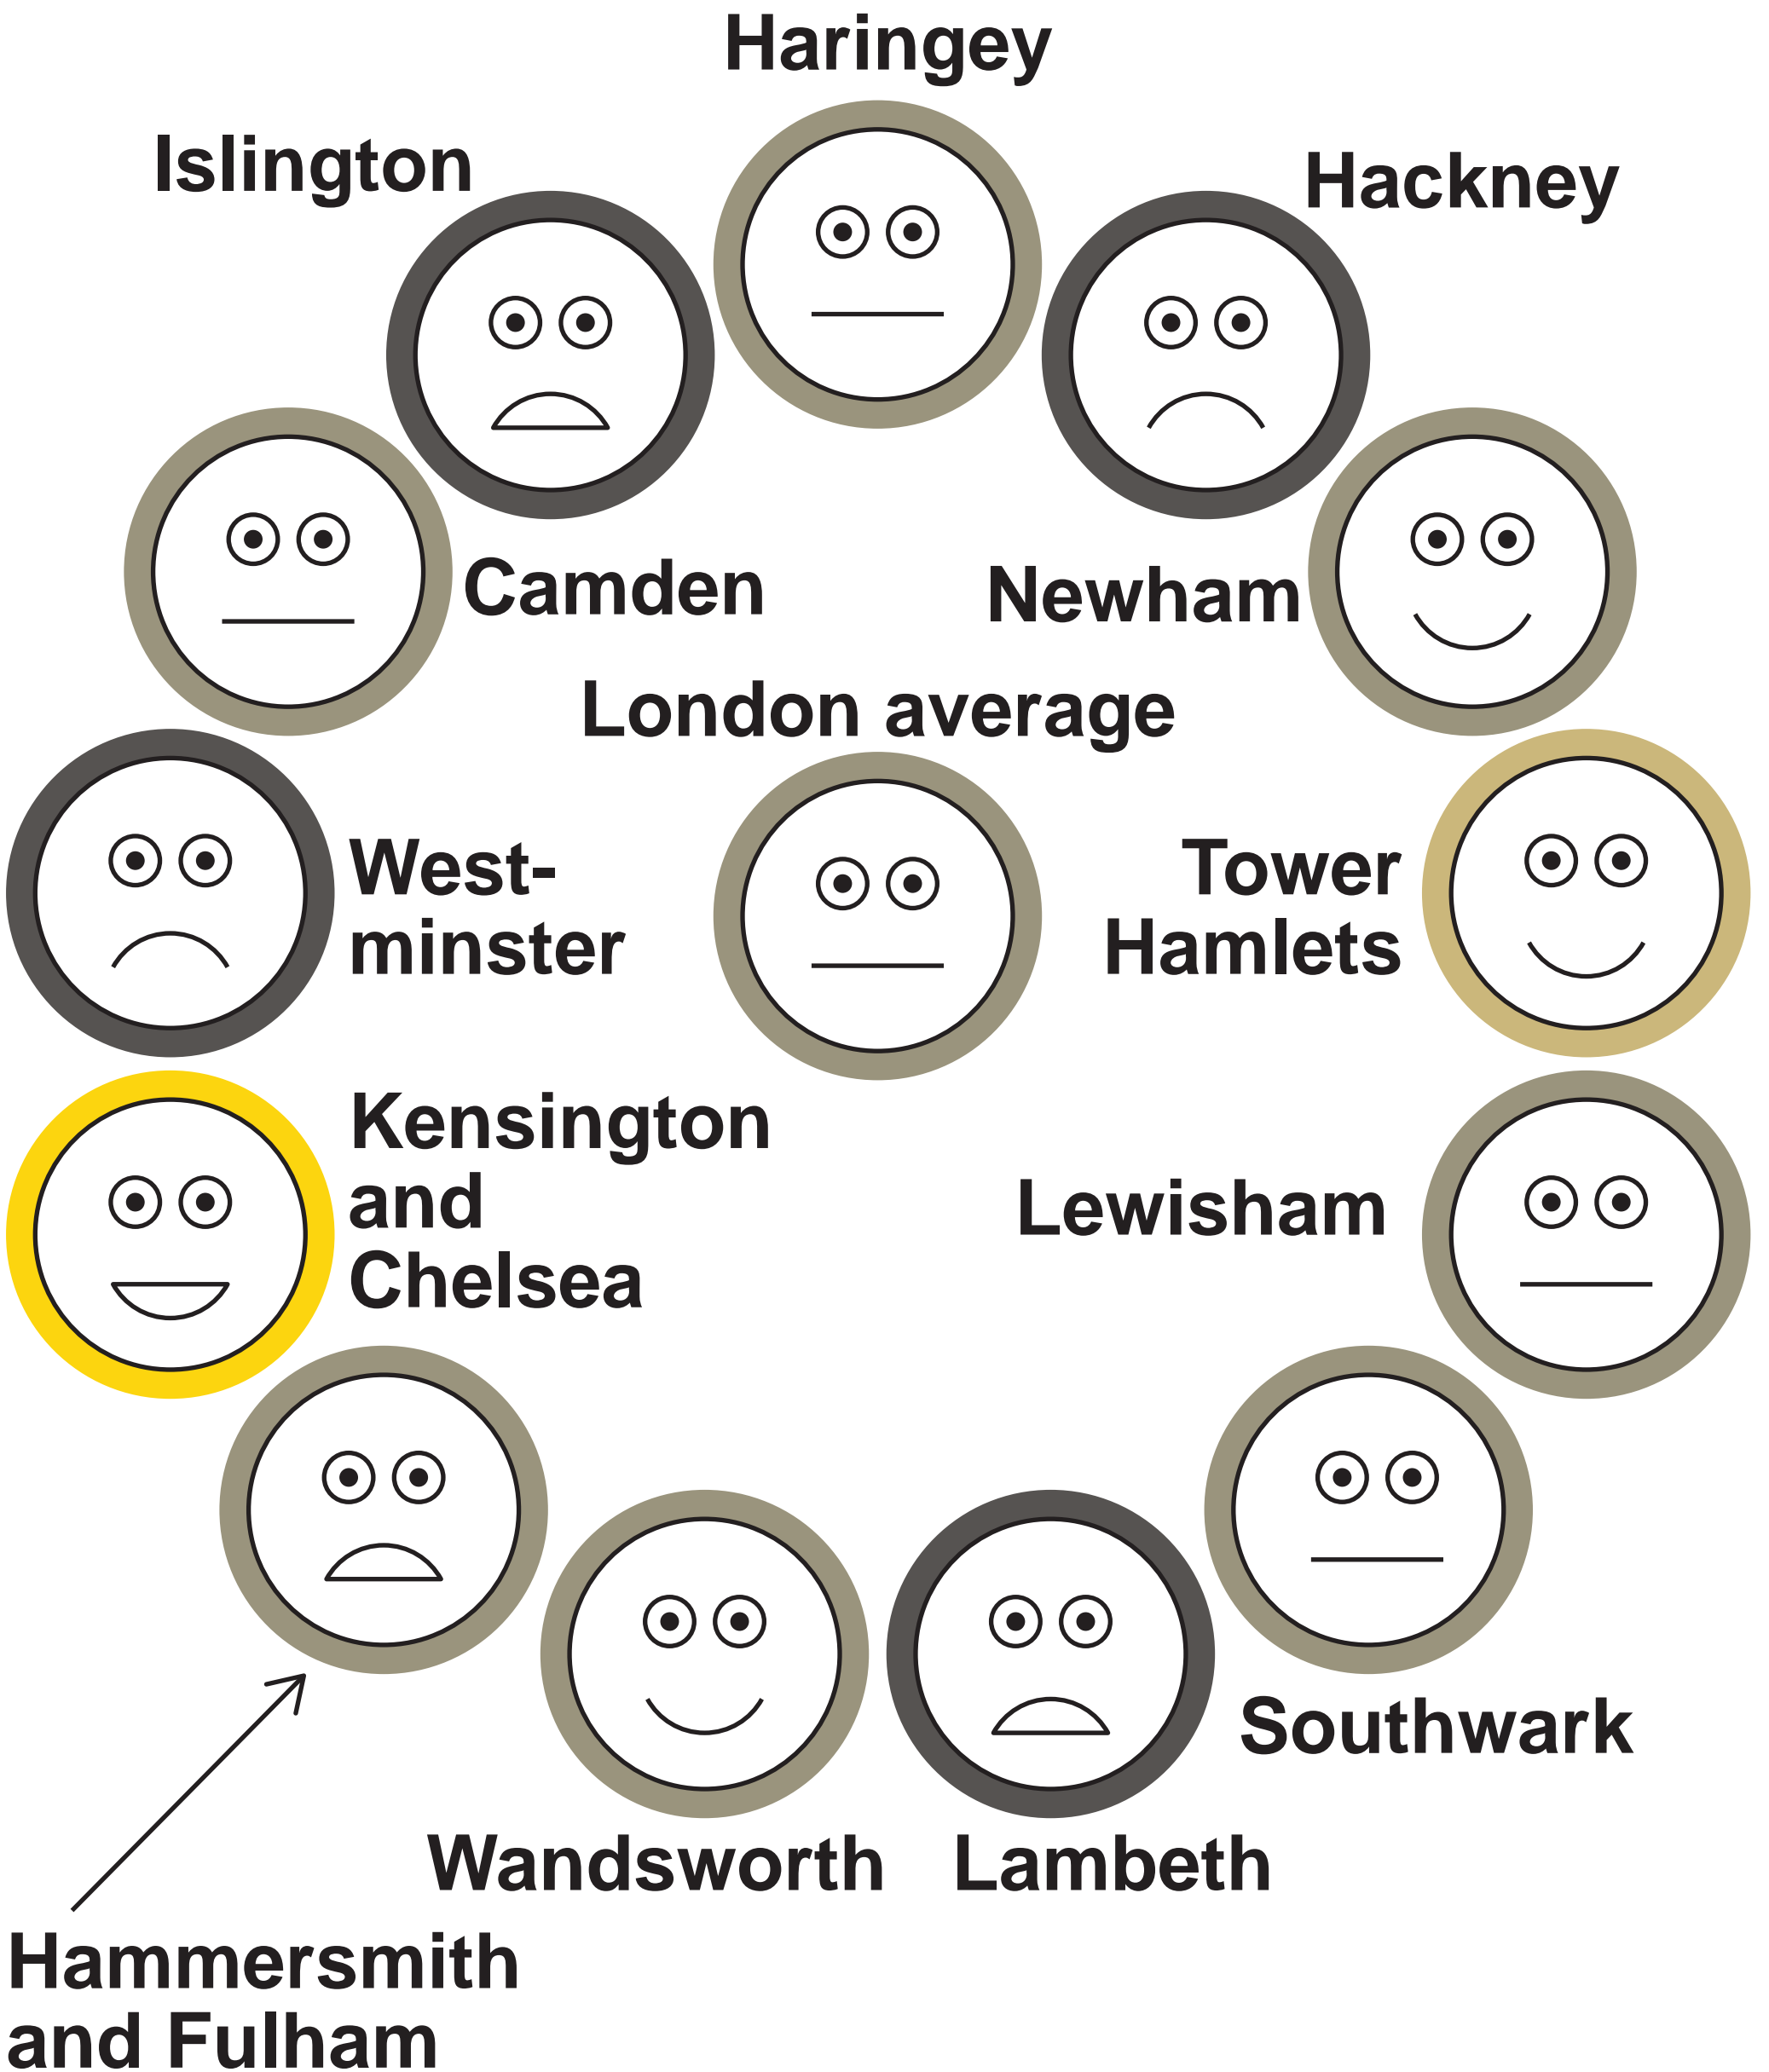 Haringey
Islington
Hackney
Camden
Newham
London average
West-
minster
Tower
Hamlets
Kensington
and
Chelsea
Lewisham
Southwark
Wandsworth
Lambeth
Hammersmith
and Fulham